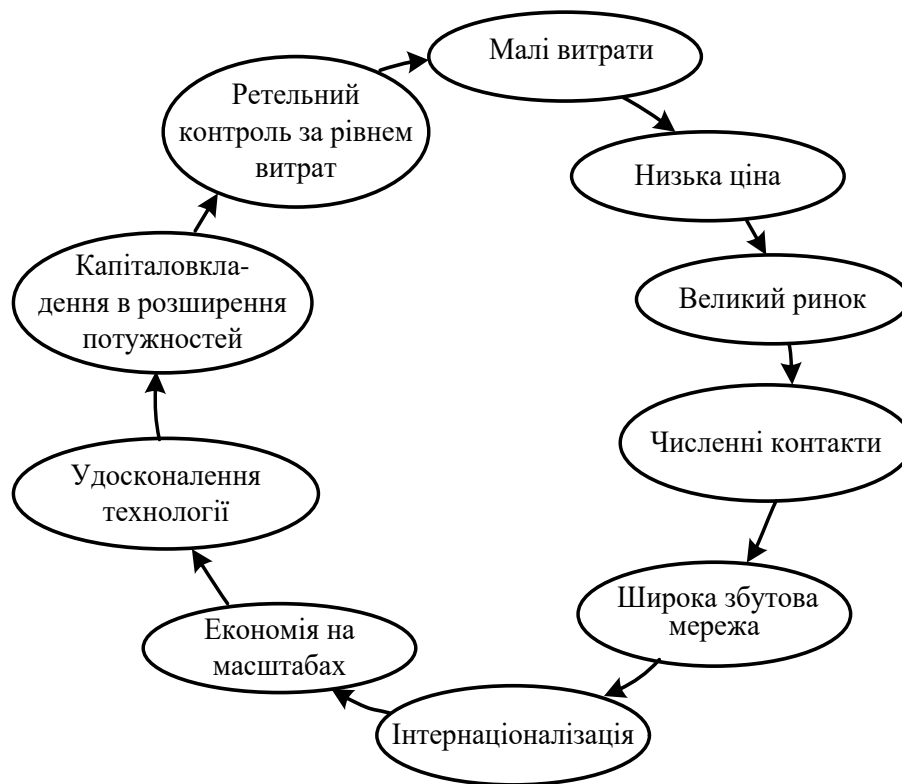 Малі витрати
Ретельний
контроль за рівнем
витрат
Низька ціна
Капіталовкла-
дення в розширення
потужностей
Великий ринок
Численні контакти
Удосконалення
технології
Широка збутова
мережа
Економія на
масштабах
Інтернаціоналізація